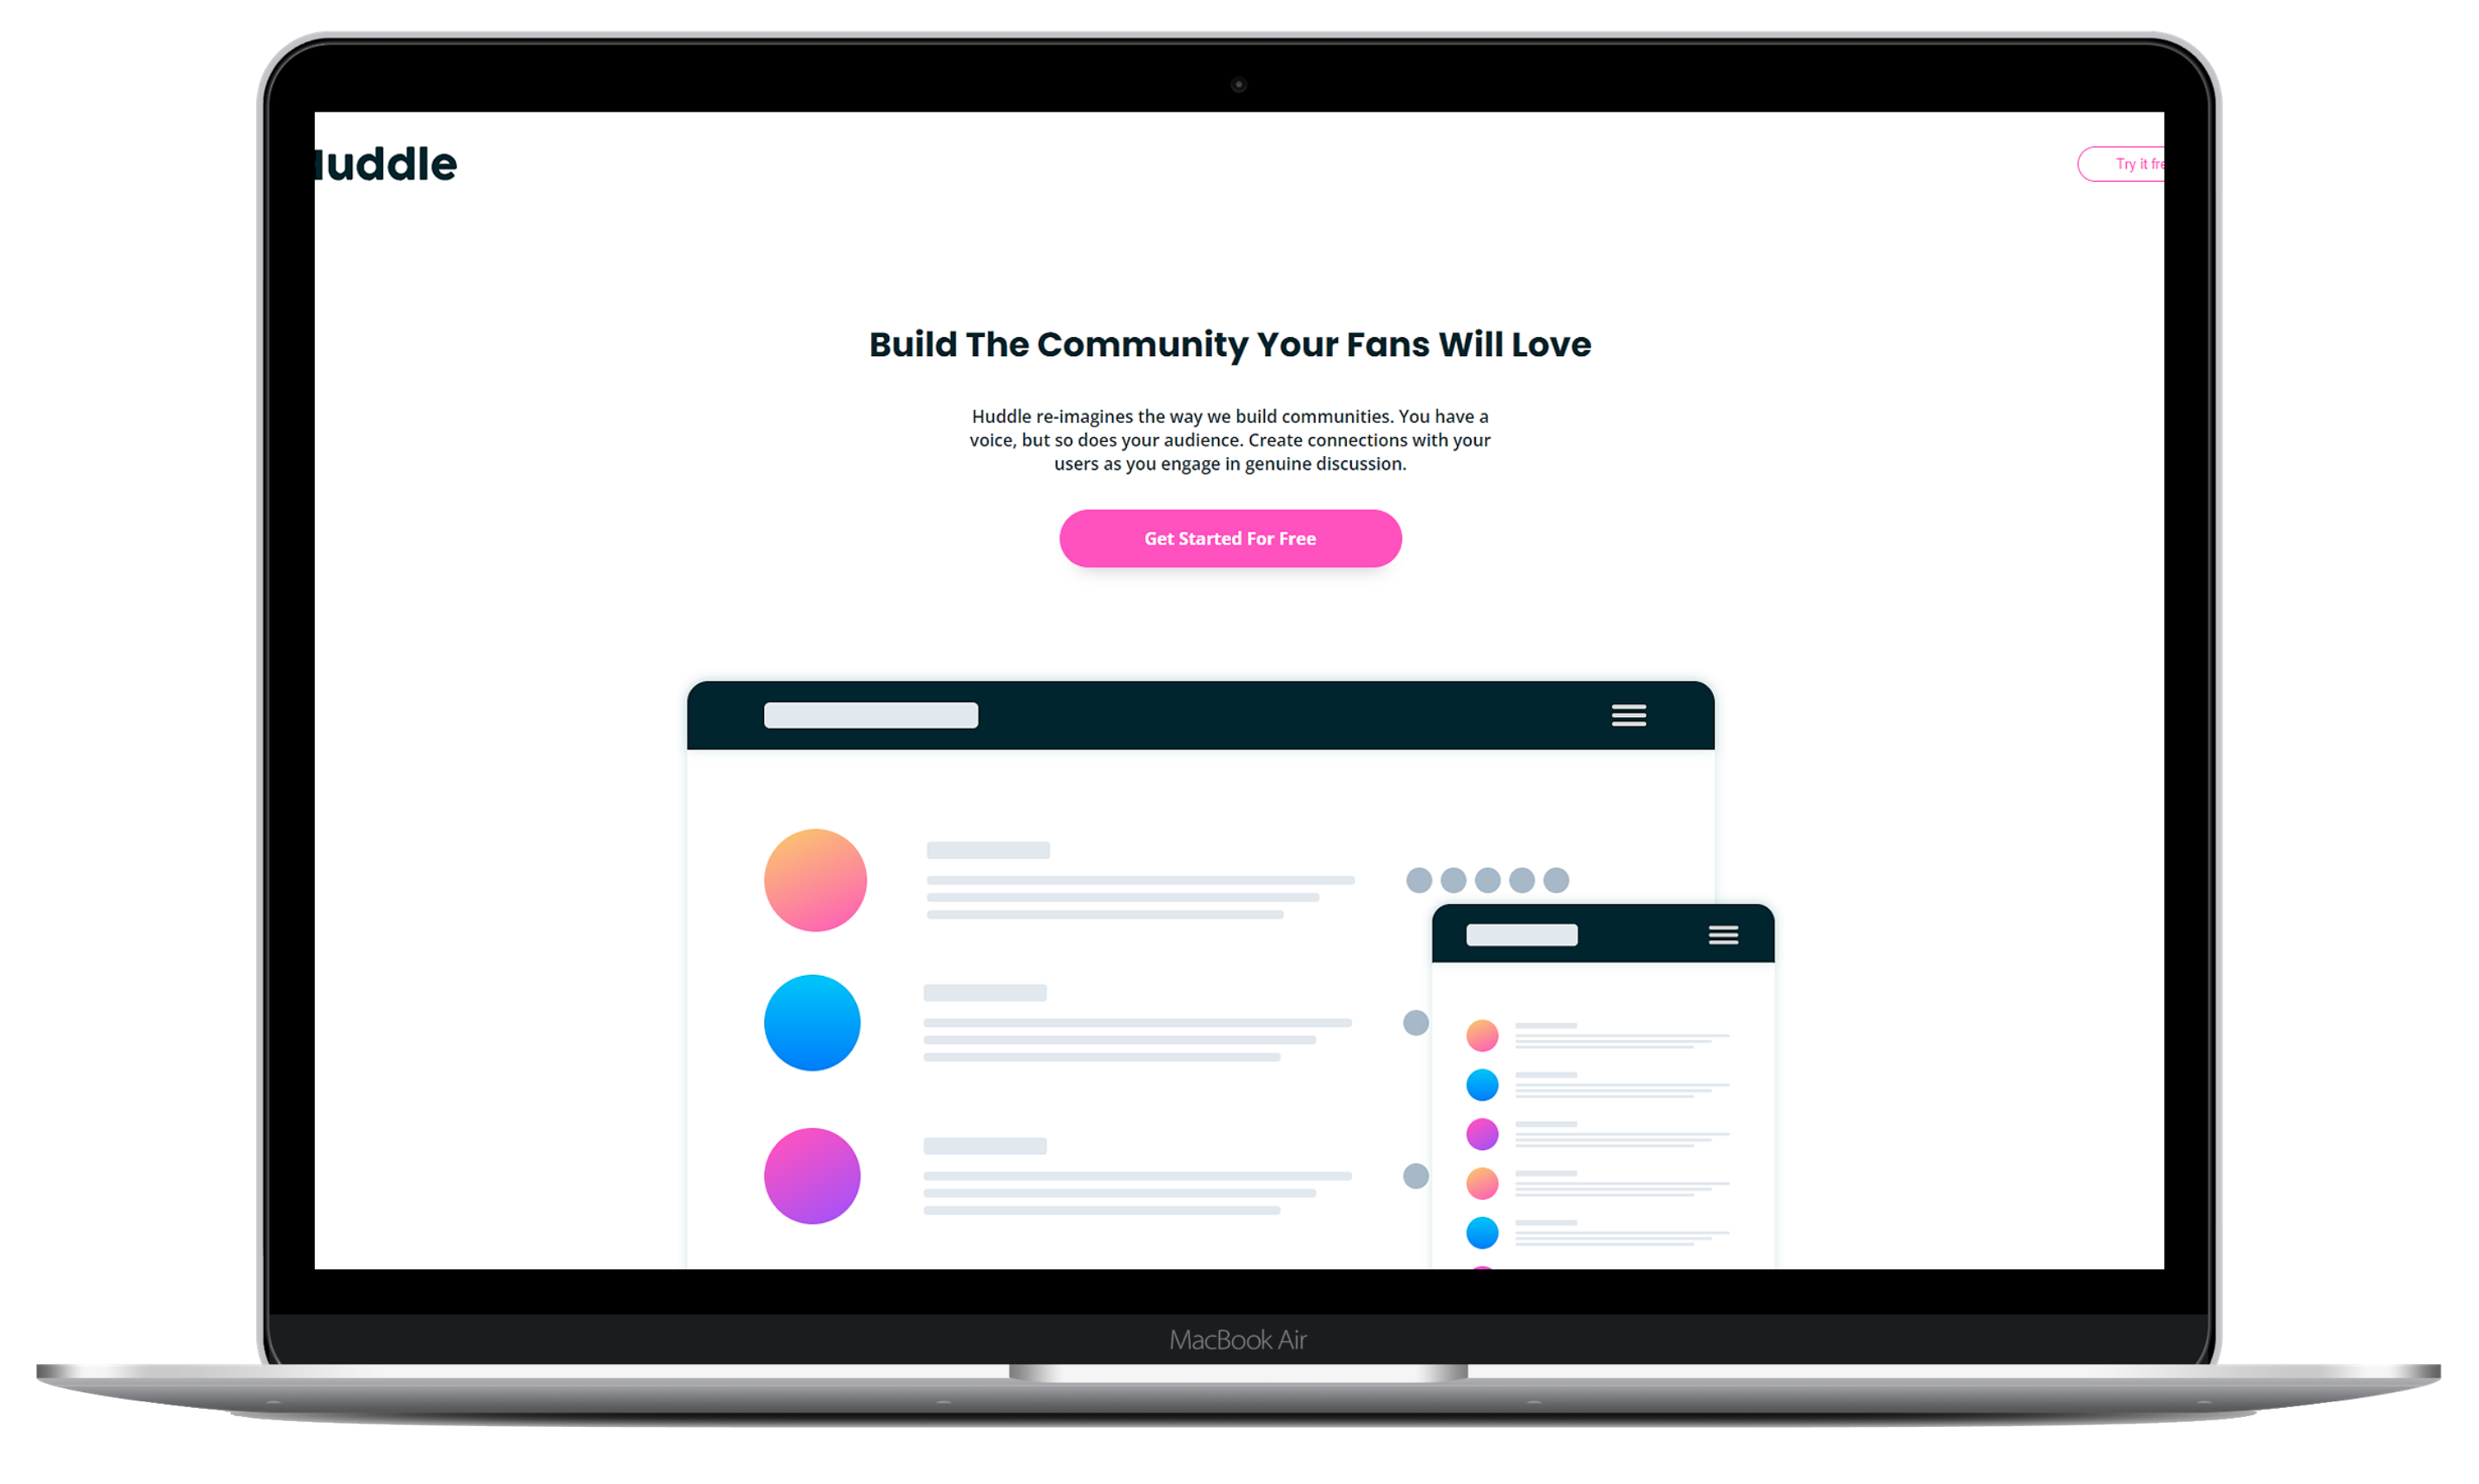 uddle
Try it fre
Build The Community Your Fans Will Love
Huddle re-imagines the way we build communities. You have a
voice, but so does your audience. Create connections with your
users as you engage in genuine discussion.
Get Started For Free
MacBook Air